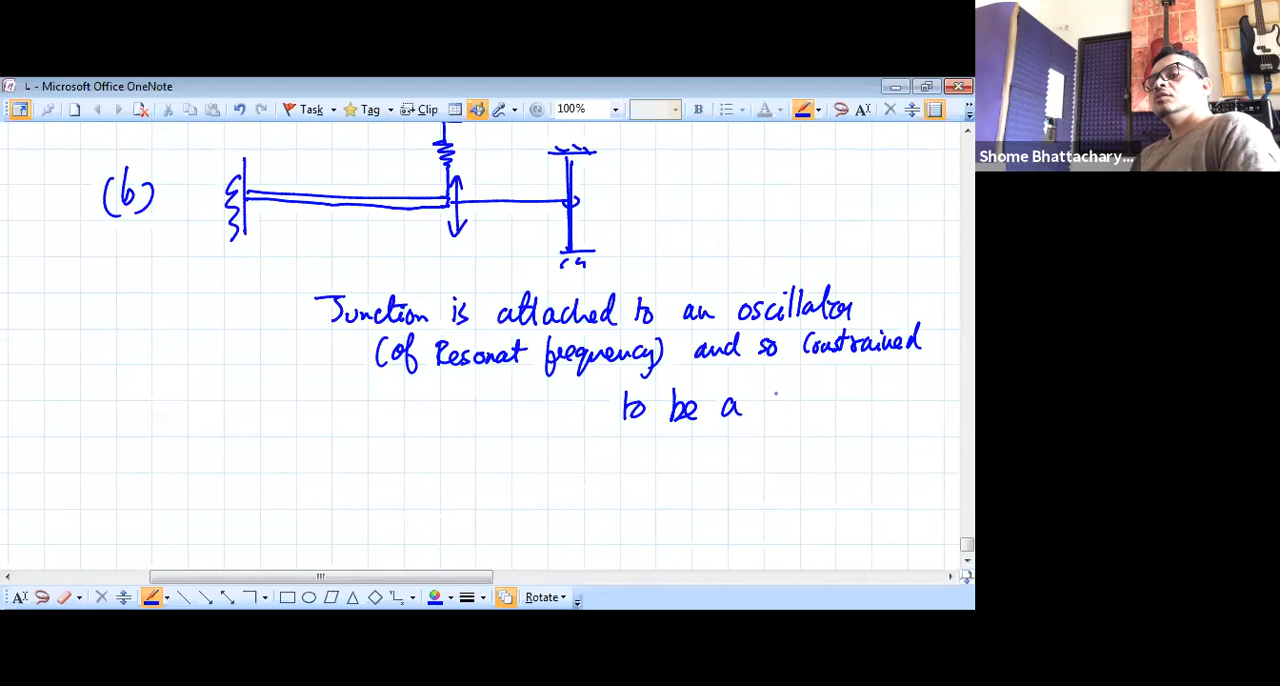 ᒐ - Microsoft Office OneNote
Task Tag Clip 100% B A
Shome Bhattachary...
(b)
Junction is attached to an oscillator
(of Resonat frequency) and so Constrained
to be a
Rotate